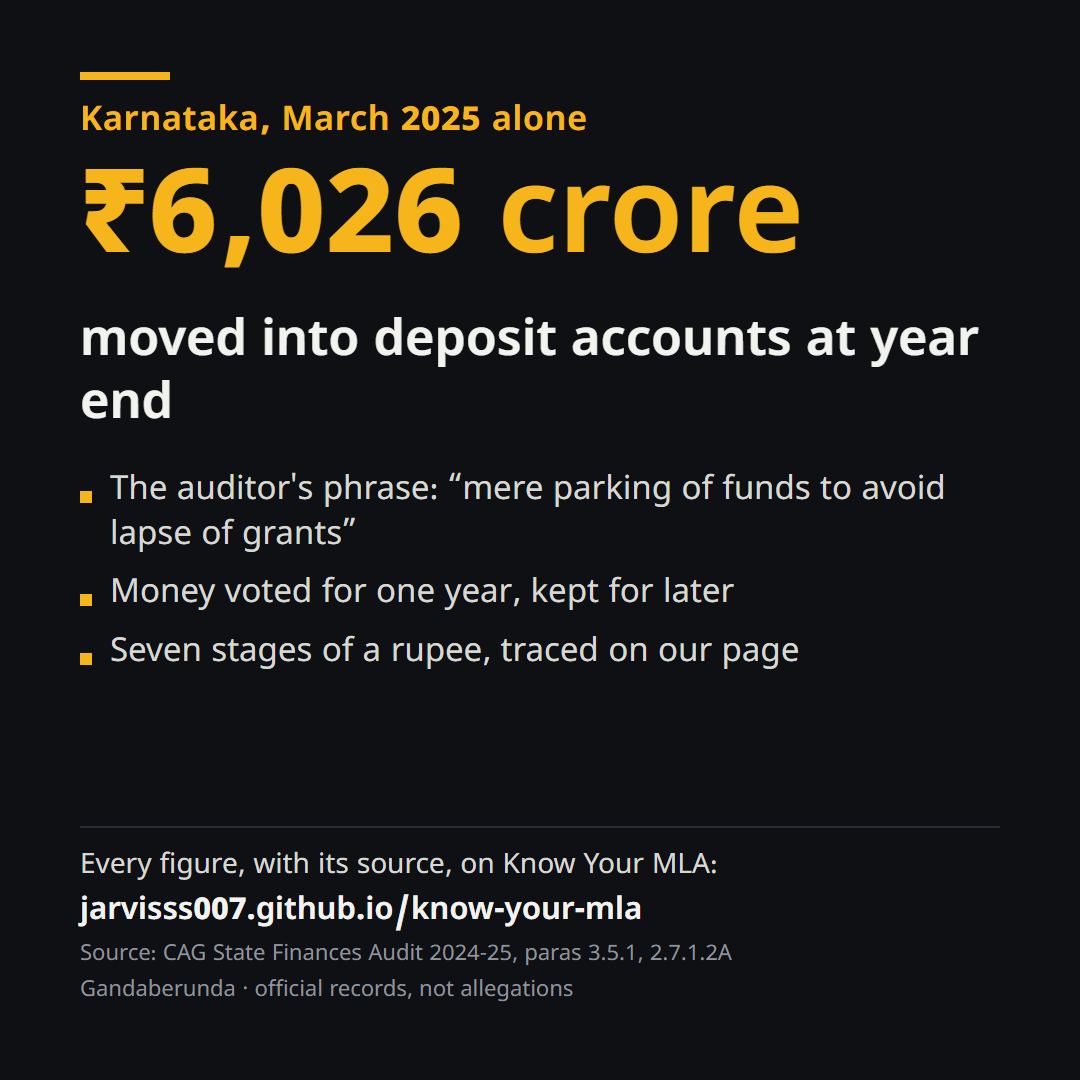 Karnataka, March 2025 alone
₹6,026 crore
moved into deposit accounts at year
end
The auditor's phrase: “mere parking of funds to avoid
lapse of grants”
Money voted for one year, kept for later
Seven stages of a rupee, traced on our page
Every figure, with its source, on Know Your MLA:
jarvisss007.github.io/know-your-mla
Source: CAG State Finances Audit 2024-25, paras 3.5.1, 2.7.1.2A
Gandaberunda · official records, not allegations